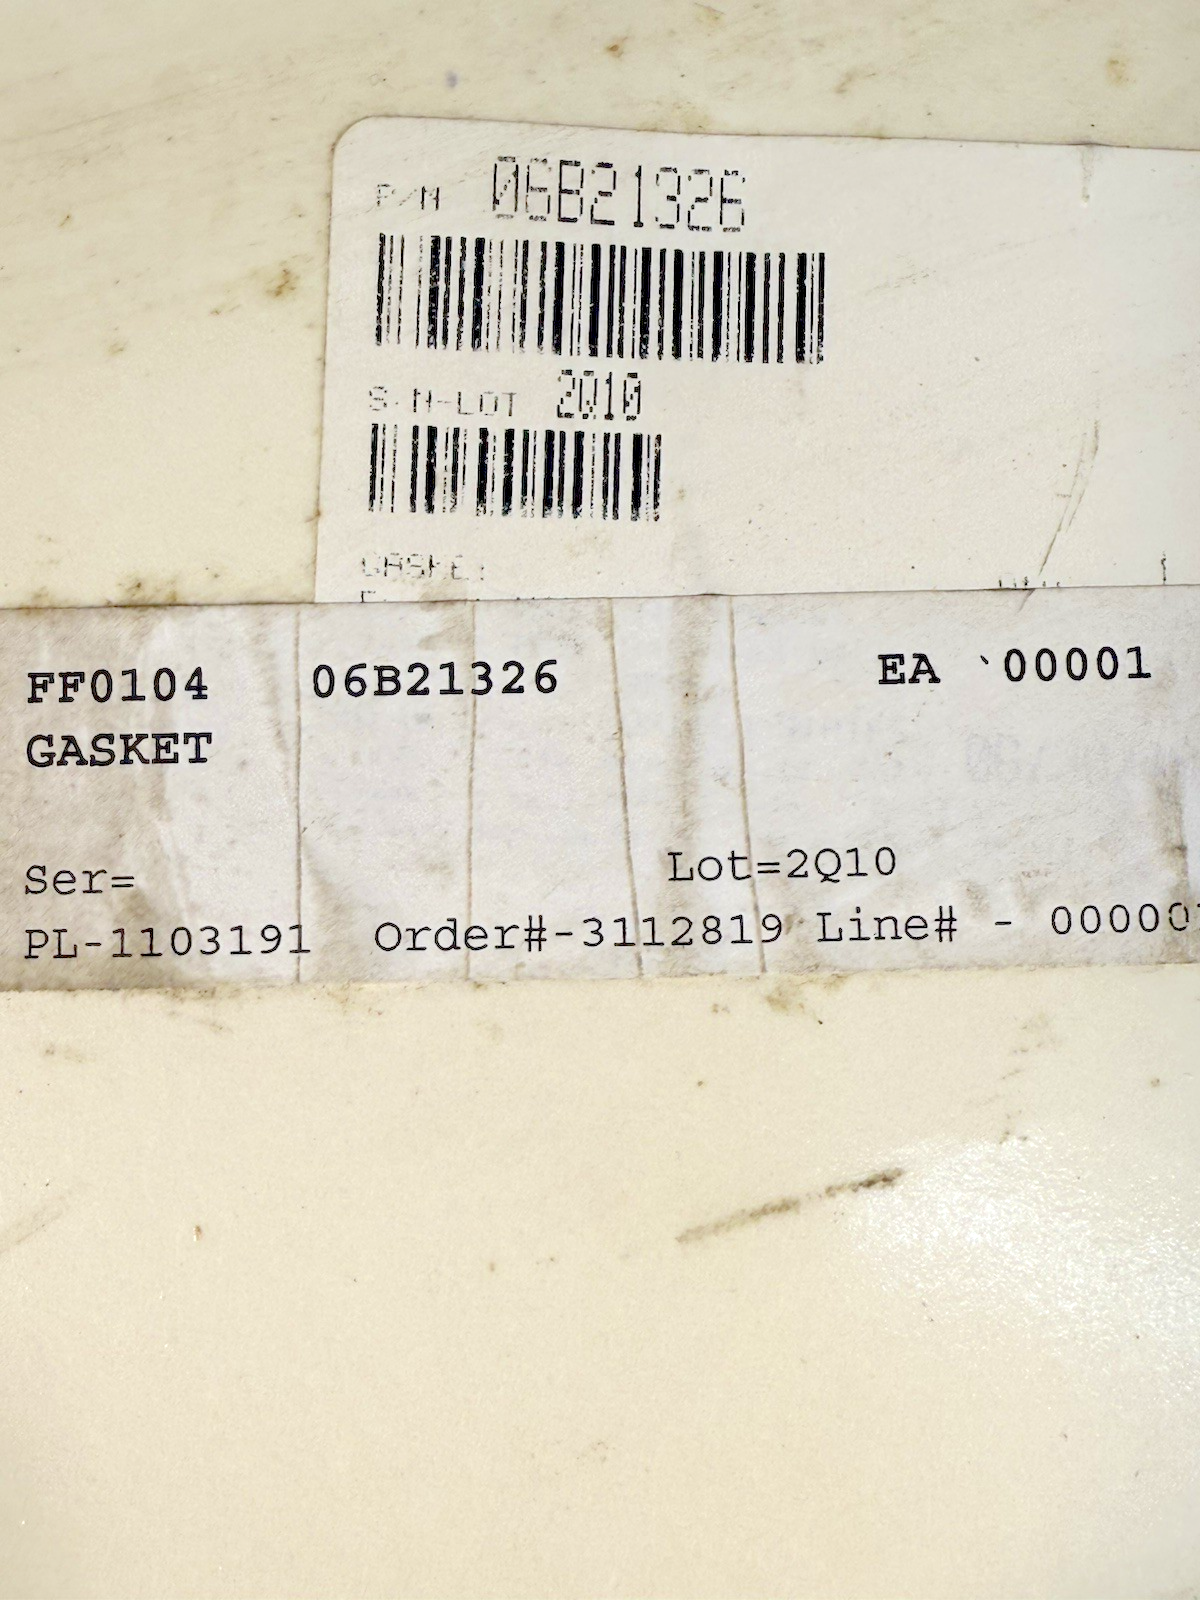 P/N 06B21326
S/N-LOT 2Q10
GASKET
FF0104 06B21326 EA 00001
GASKET
Ser= Lot=2Q10
PL-1103191 Order#-3112819 Line# - 00000